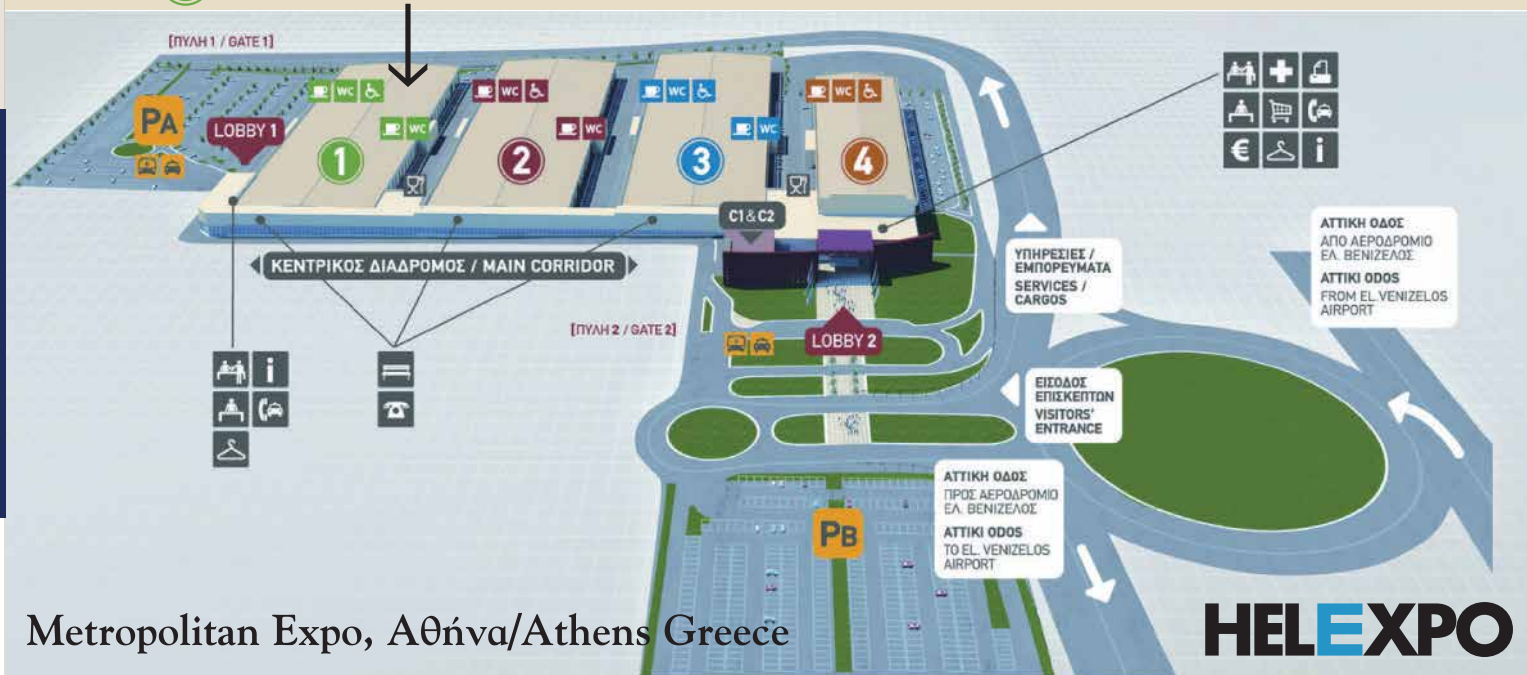 [ΠΥΛΗ 1 / GATE 1]
PA
LOBBY 1
WC
WC
1
WC
WC
2
WC
WC
3
WC
4
€
i
C1&C2
ΚΕΝΤΡΙΚΟΣ ΔΙΑΔΡΟΜΟΣ / MAIN CORRIDOR
[ΠΥΛΗ 2 / GATE 2]
LOBBY 2
i
ΥΠΗΡΕΣΙΕΣ /
ΕΜΠΟΡΕΥΜΑΤΑ
SERVICES /
CARGOS
ΑΤΤΙΚΗ ΟΔΟΣ
ΑΠΟ ΑΕΡΟΔΡΟΜΙΟ
ΕΛ. ΒΕΝΙΖΕΛΟΣ
ATTIKI ODOS
FROM EL.VENIZELOS
AIRPORT
ΕΙΣΟΔΟΣ
ΕΠΙΣΚΕΠΤΩΝ
VISITORS'
ENTRANCE
ΑΤΤΙΚΗ ΟΔΟΣ
ΠΡΟΣ ΑΕΡΟΔΡΟΜΙΟ
ΕΛ. ΒΕΝΙΖΕΛΟΣ
ATTIKI ODOS
TO EL. VENIZELOS
AIRPORT
PB
Metropolitan Expo, Αθήνα/Athens Greece
HELEXPO